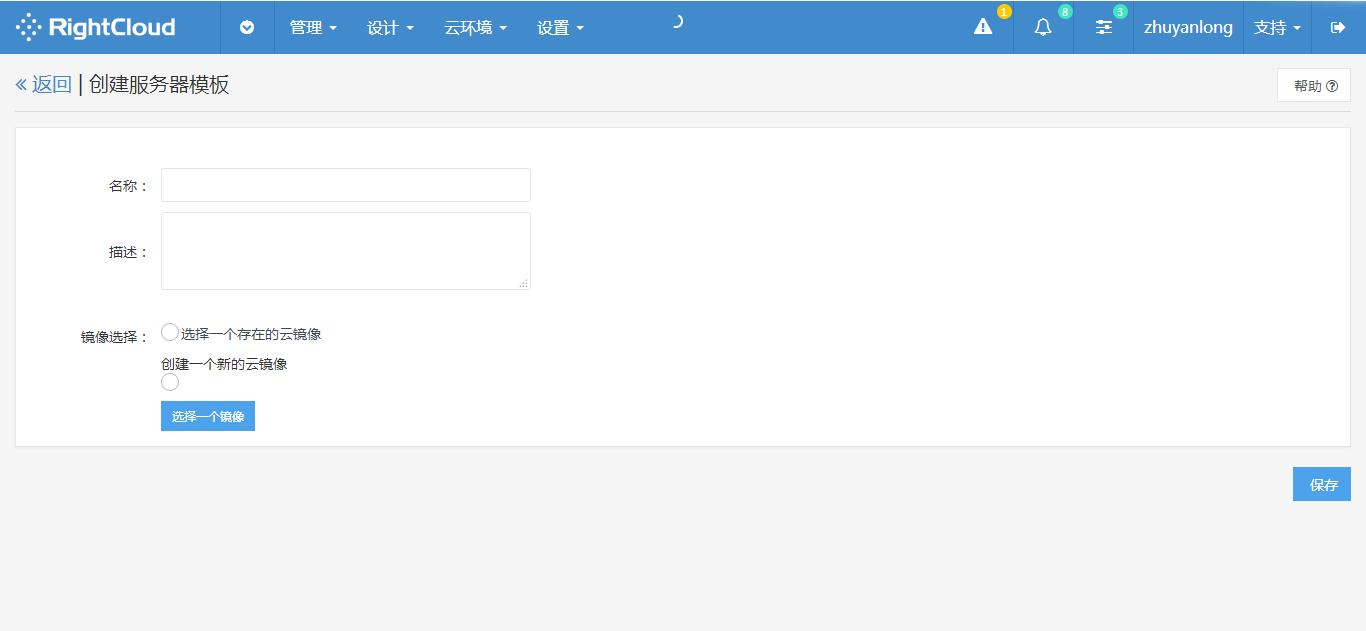 RightCloud 管理 设计 云环境 设置 1 8 3 zhuyanlong 支持
« 返回 | 创建服务器模板 帮助
名称：
描述：
镜像选择： 选择一个存在的云镜像
创建一个新的云镜像
选择一个镜像
保存